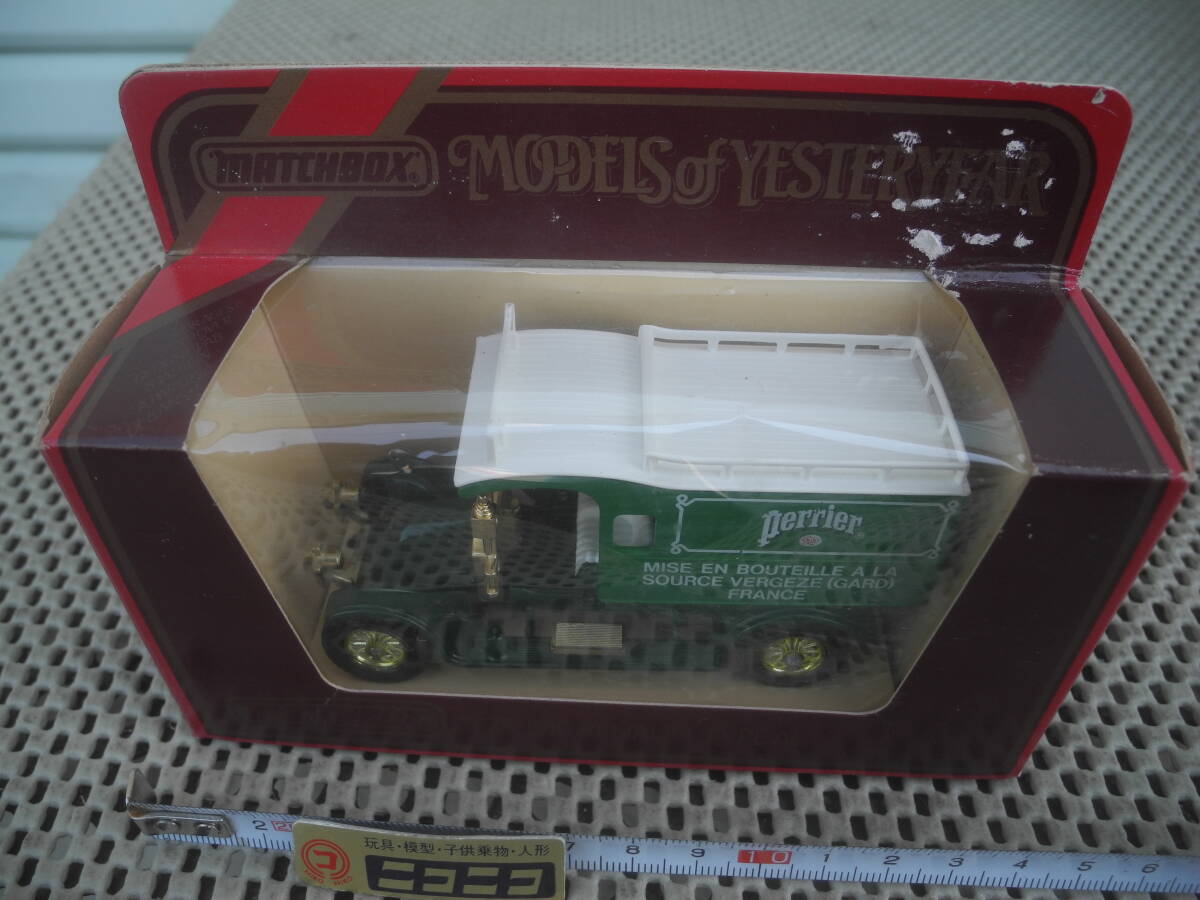 MATCHBOX
MODELS of YESTERYEAR
perrier
MISE EN BOUTEILLE A LA
SOURCE VERGEZE (GARD)
FRANCE
2 7 8 9 10 1 2 3 4 5 6
玩具・模型・子供乗物・人形
ニコニコ